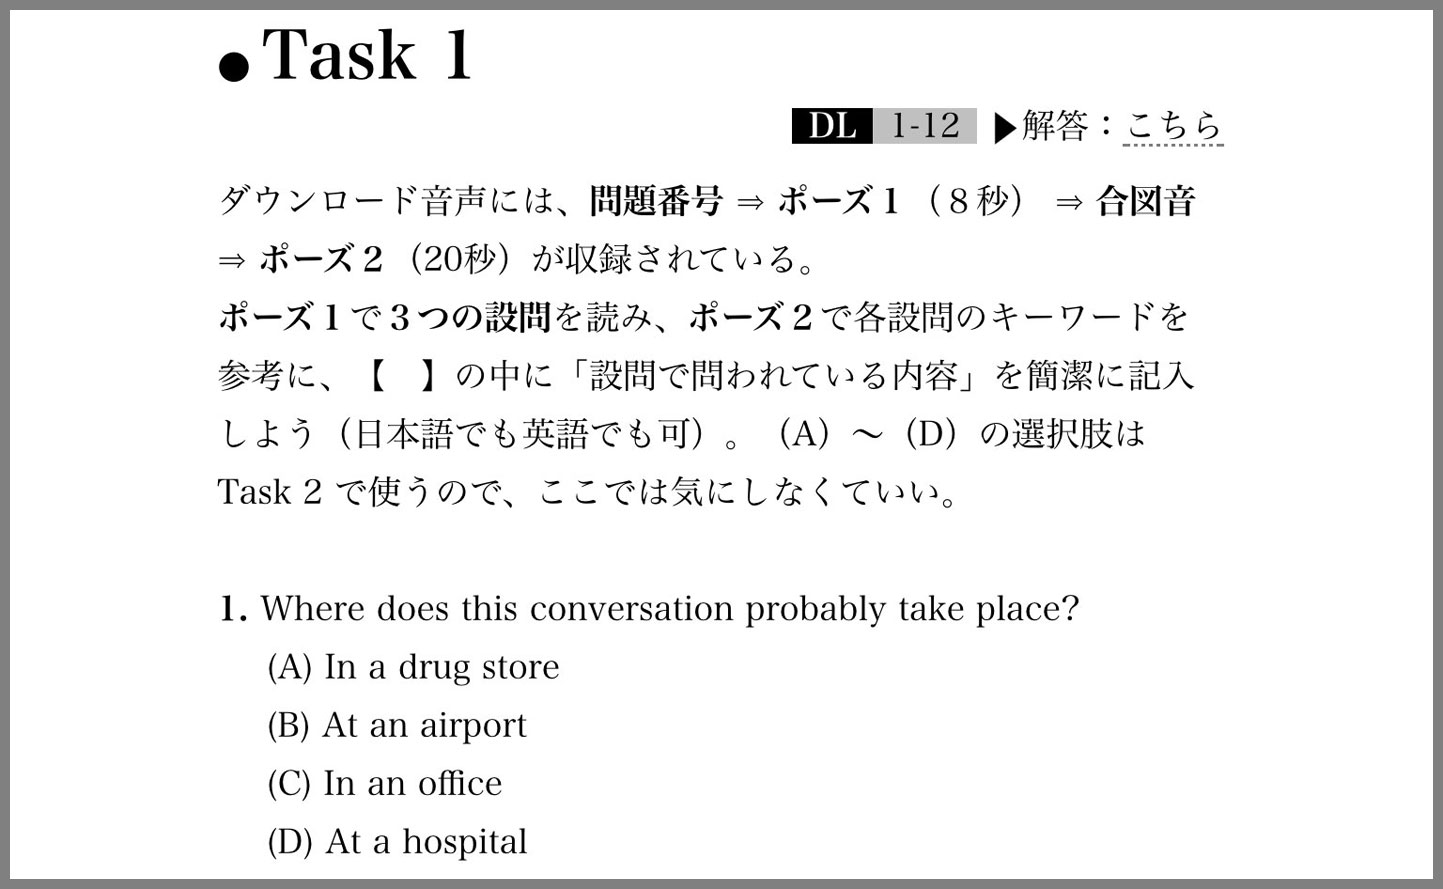 ●Task 1
DL 1-12 ▶解答：こちら
ダウンロード音声には、問題番号 ⇒ ポーズ1（8秒） ⇒ 合図音
⇒ ポーズ2（20秒）が収録されている。
ポーズ1で3つの設問を読み、ポーズ2で各設問のキーワードを
参考に、【　】の中に「設問で問われている内容」を簡潔に記入
しよう（日本語でも英語でも可）。（A）～（D）の選択肢は
Task 2 で使うので、ここでは気にしなくていい。
1. Where does this conversation probably take place?
(A) In a drug store
(B) At an airport
(C) In an office
(D) At a hospital